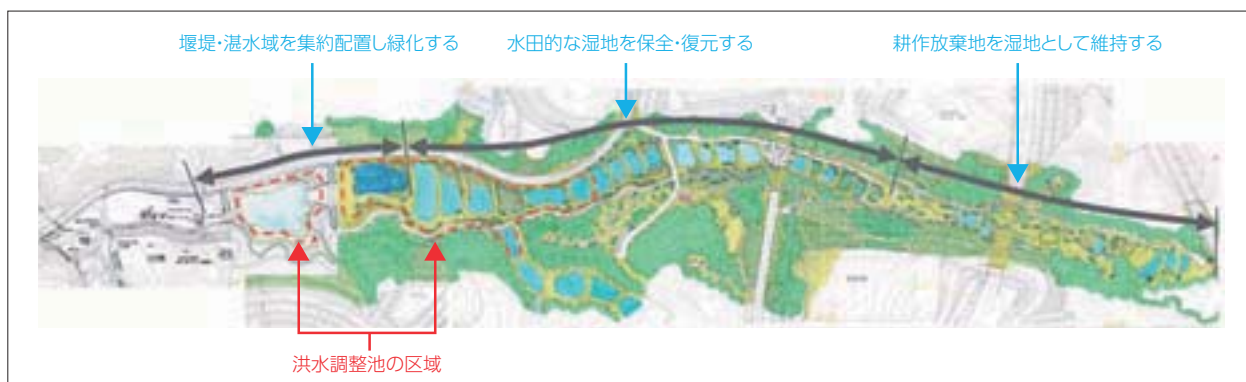 堰堤・湛水域を集約配置し緑化する
水田的な湿地を保全・復元する
耕作放棄地を湿地として維持する
洪水調整池の区域